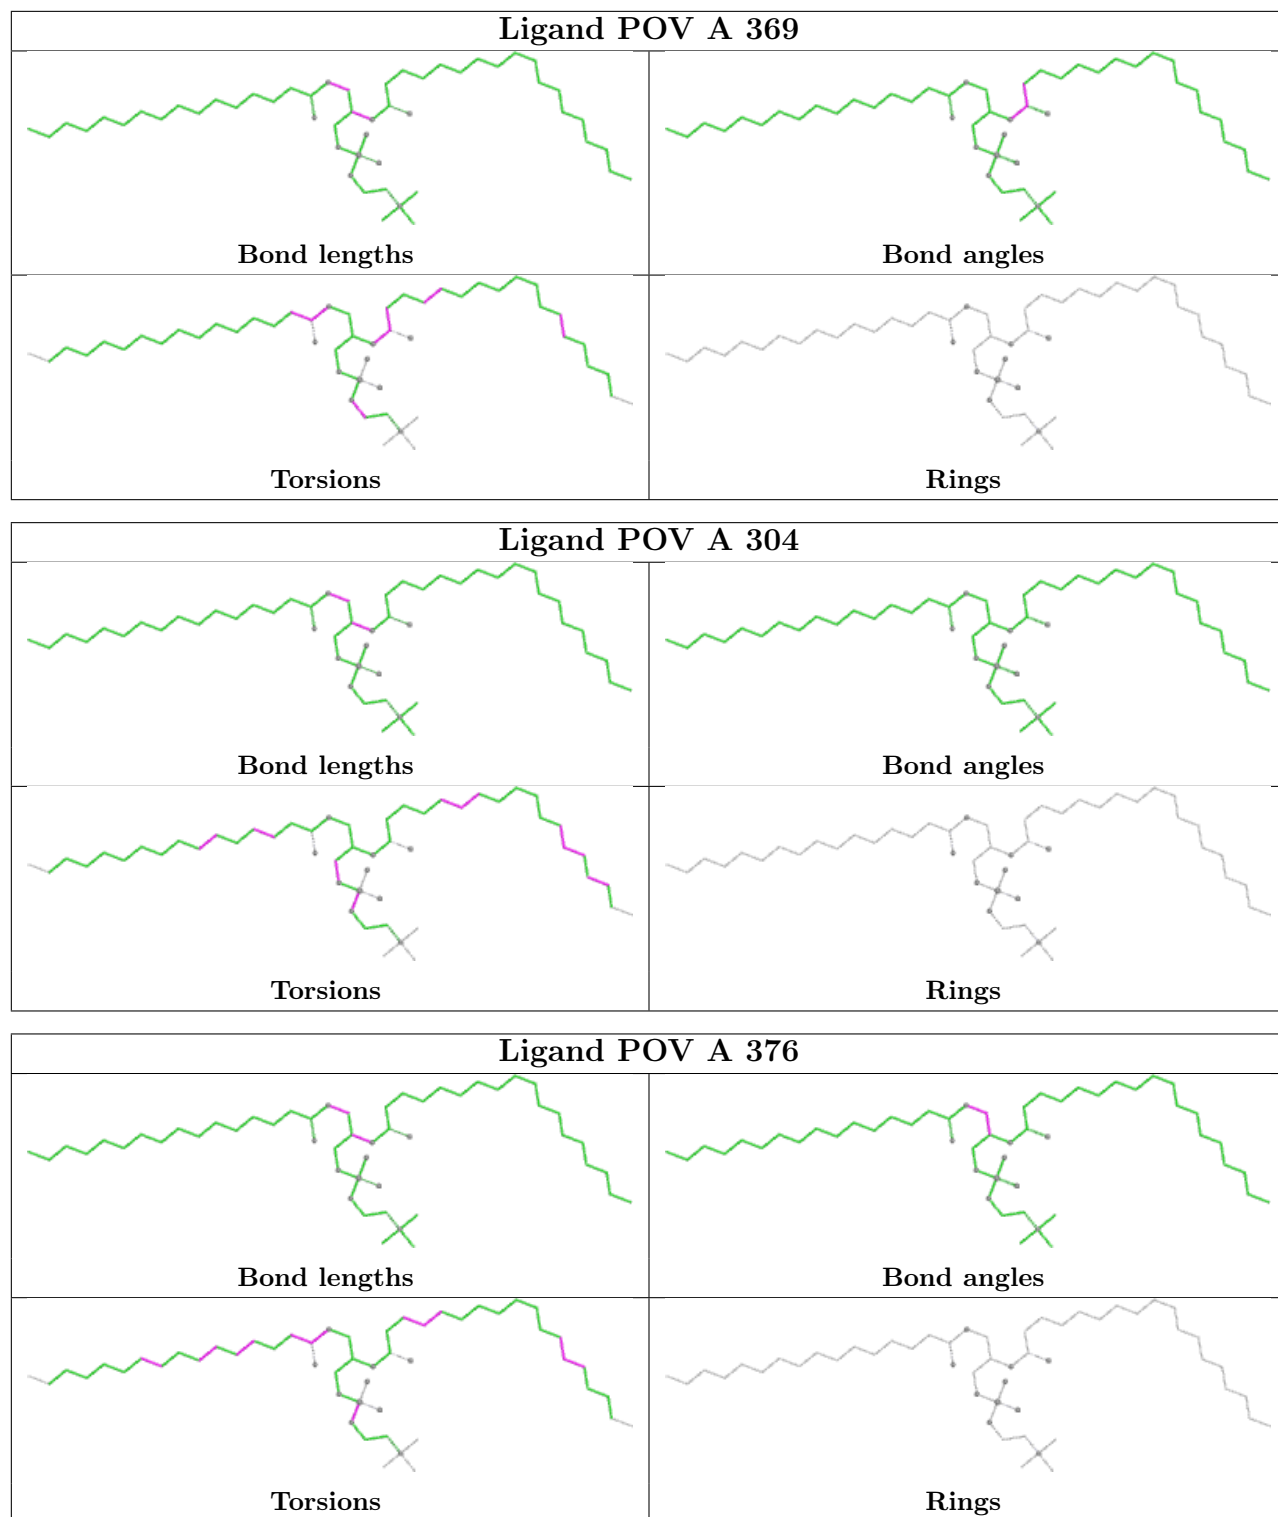 Ligand POV A 369
Bond lengths
Bond angles
Torsions
Rings
Ligand POV A 304
Bond lengths
Bond angles
Torsions
Rings
Ligand POV A 376
Bond lengths
Bond angles
Torsions
Rings